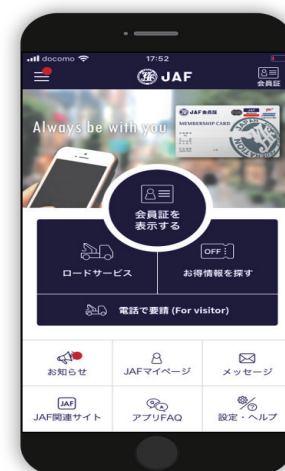 docomo 17:52
JAF
会員証
Always be with you
JAF 会員証
MEMBERSHIP CARD
会員証を
表示する
ロードサービス
OFF
お得情報を探す
電話で要請 (For visitor)
お知らせ
JAFマイページ
メッセージ
JAF
JAF関連サイト
アプリFAQ
設定・ヘルプ